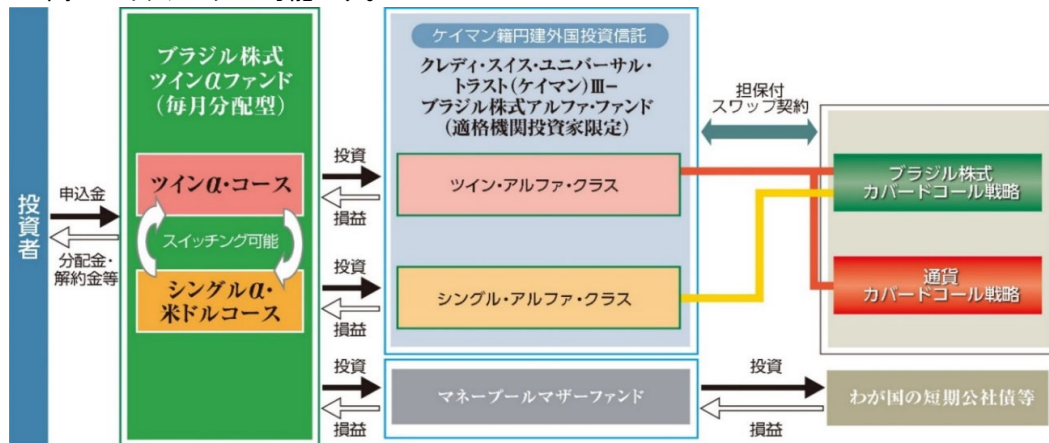 投資者
申込金
分配金・
解約金等
ブラジル株式
ツインαファンド
（毎月分配型）
ツインα・コース
スイッチング可能
シングルα・
米ドルコース
投資
損益
投資
損益
投資
損益
ケイマン籍円建外国投資信託
クレディ・スイス・ユニバーサル・
トラスト（ケイマン）Ⅲ－
ブラジル株式アルファ・ファンド
（適格機関投資家限定）
ツイン・アルファ・クラス
シングル・アルファ・クラス
マネープールマザーファンド
担保付
スワップ契約
ブラジル株式
カバードコール戦略
通貨
カバードコール戦略
投資
損益
わが国の短期公社債等